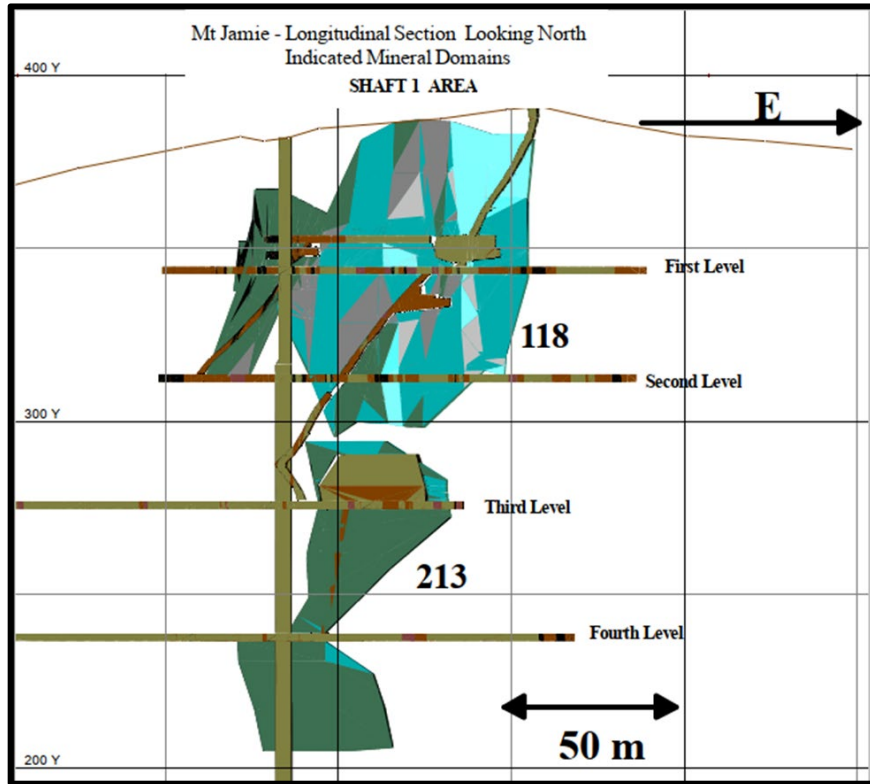 Mt Jamie - Longitudinal Section Looking North
Indicated Mineral Domains
SHAFT 1 AREA
400 Y
E
First Level
118
Second Level
300 Y
Third Level
213
Fourth Level
50 m
200 Y